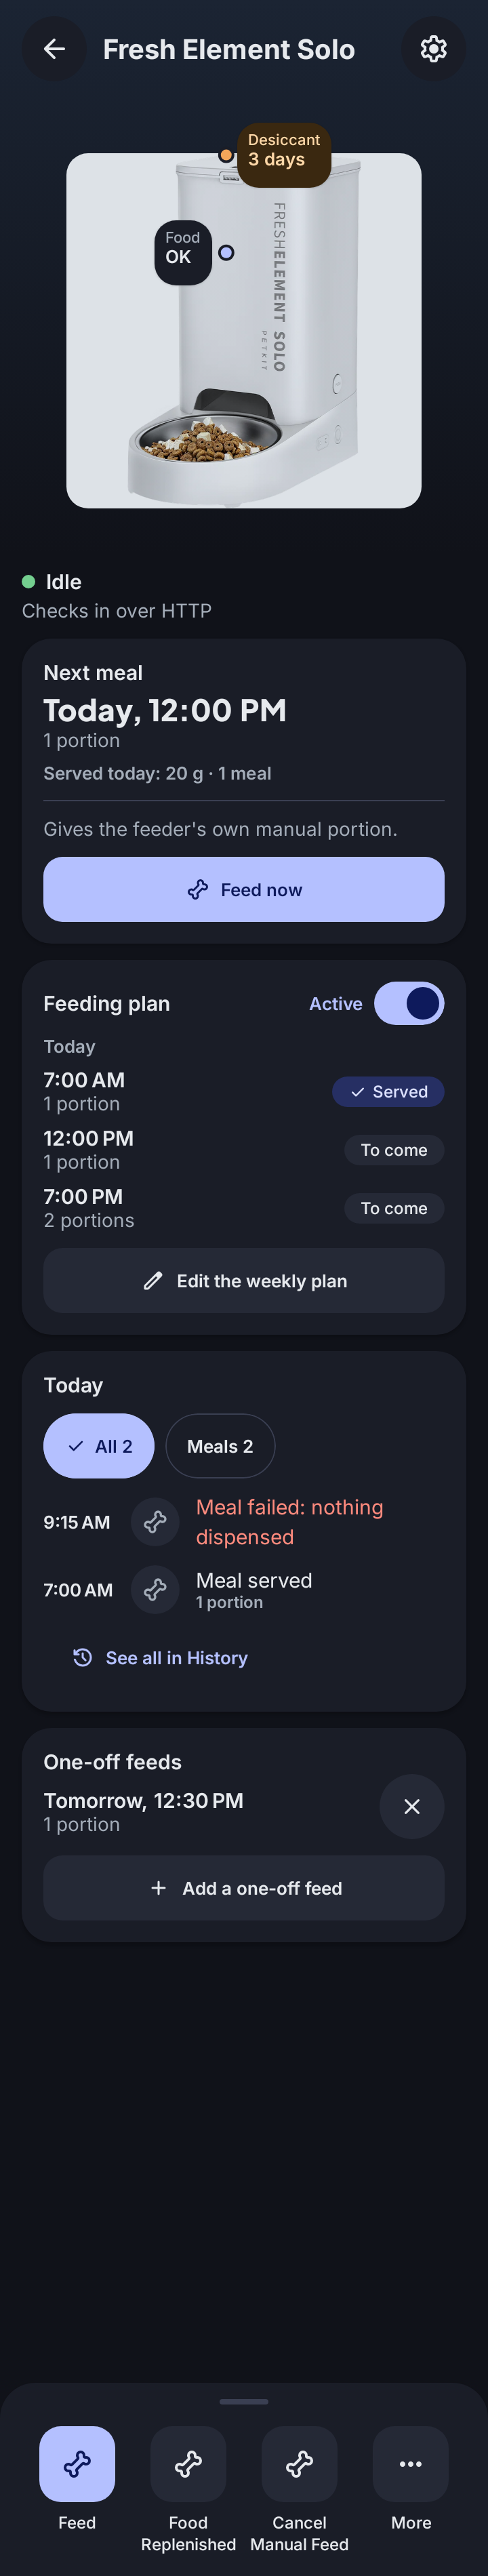 Fresh Element Solo
Desiccant
3 days
Food
OK
FRESHELEMENT SOLO
PETKIT
Idle
Checks in over HTTP
Next meal
Today, 12:00 PM
1 portion
Served today: 20 g · 1 meal
Gives the feeder's own manual portion.
Feed now
Feeding plan
Active
Today
7:00 AM
1 portion
Served
12:00 PM
1 portion
To come
7:00 PM
2 portions
To come
Edit the weekly plan
Today
All 2
Meals 2
9:15 AM
Meal failed: nothing
dispensed
7:00 AM
Meal served
1 portion
See all in History
One-off feeds
Tomorrow, 12:30 PM
1 portion
Add a one-off feed
Feed
Food
Replenished
Cancel
Manual Feed
More